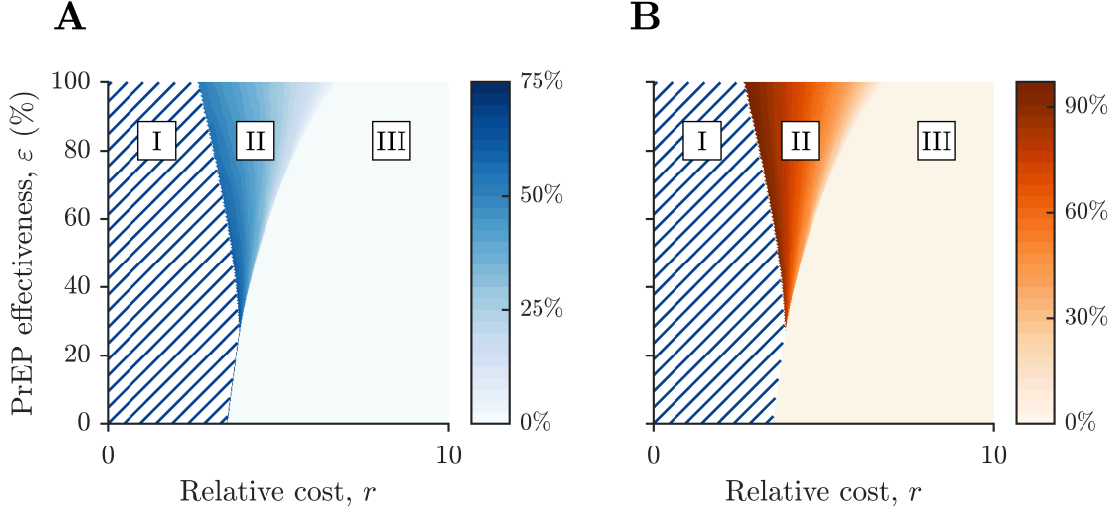 A
B
100
80
60
40
20
0
PrEP effectiveness, ε (%)
I
II
III
0
10
Relative cost, r
75%
50%
25%
0%
I
II
III
0
10
Relative cost, r
90%
60%
30%
0%